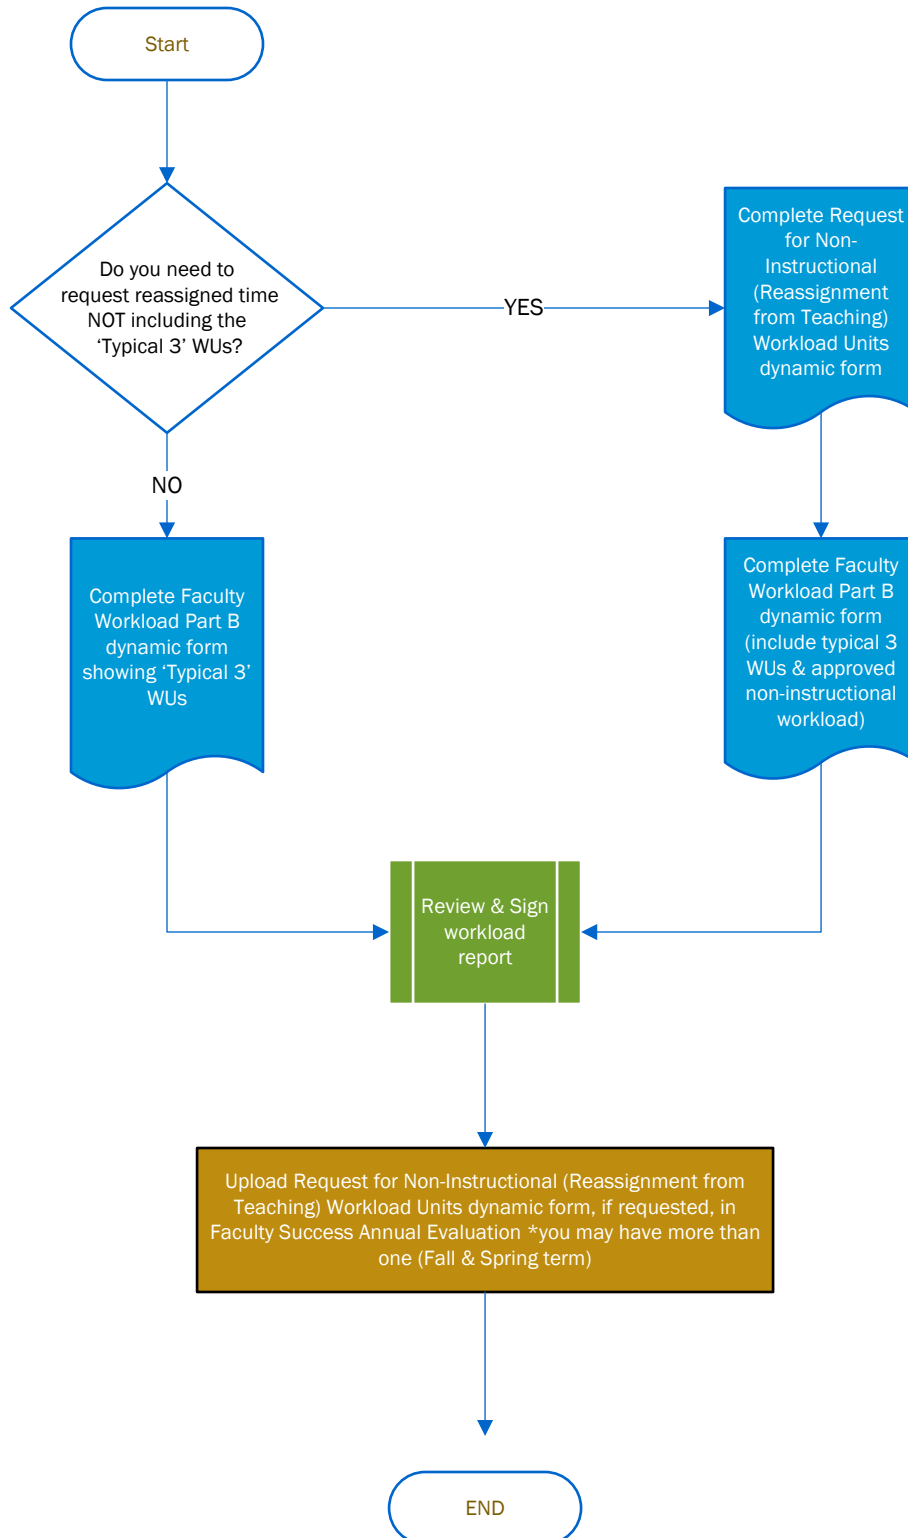 Start
Do you need to
request reassigned time
NOT including the
‘Typical 3’ WUs?
YES
Complete Request
for Non-
Instructional
(Reassignment
from Teaching)
Workload Units
dynamic form
NO
Complete Faculty
Workload Part B
dynamic form
showing ‘Typical 3’
WUs
Complete Faculty
Workload Part B
dynamic form
(include typical 3
WUs & approved
non-instructional
workload)
Review & Sign
workload
report
Upload Request for Non-Instructional (Reassignment from
Teaching) Workload Units dynamic form, if requested, in
Faculty Success Annual Evaluation *you may have more than
one (Fall & Spring term)
END